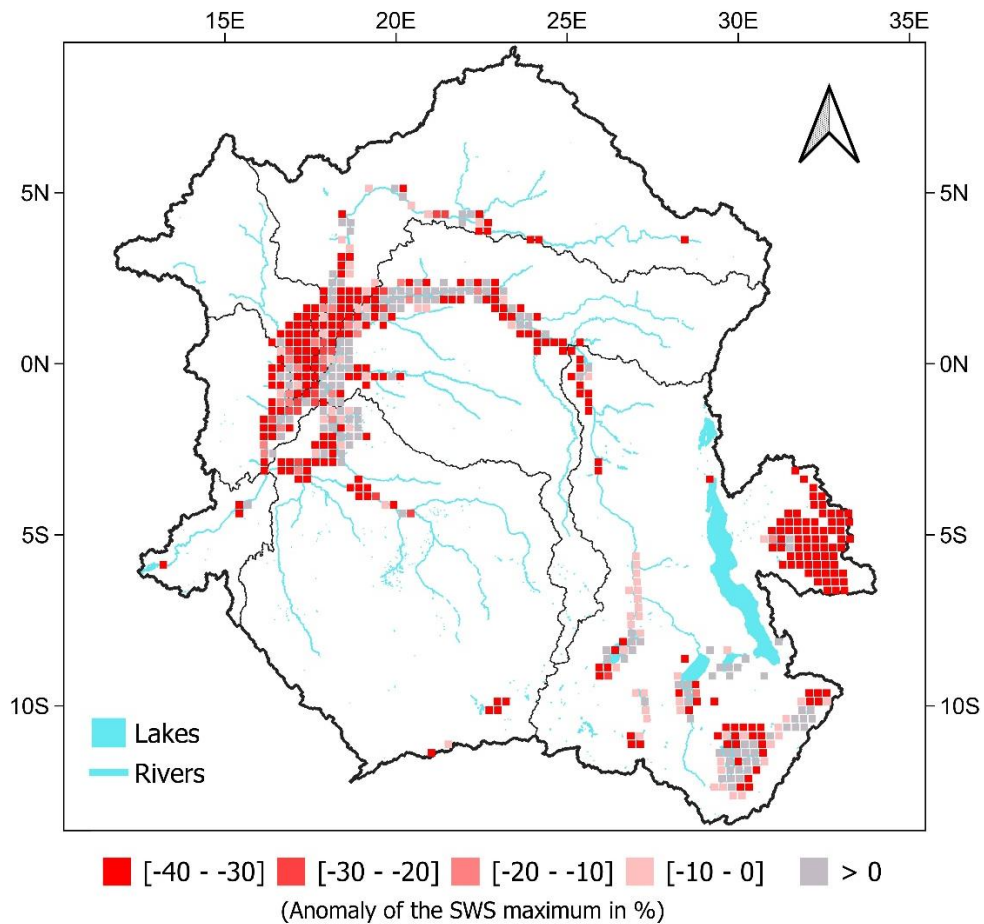 15E 20E 25E 30E 35E
5N 5N
0N 0N
5S 5S
10S 10S
Lakes
Rivers
[-40 - -30] [-30 - -20] [-20 - -10] [-10 - 0] > 0
(Anomaly of the SWS maximum in %)